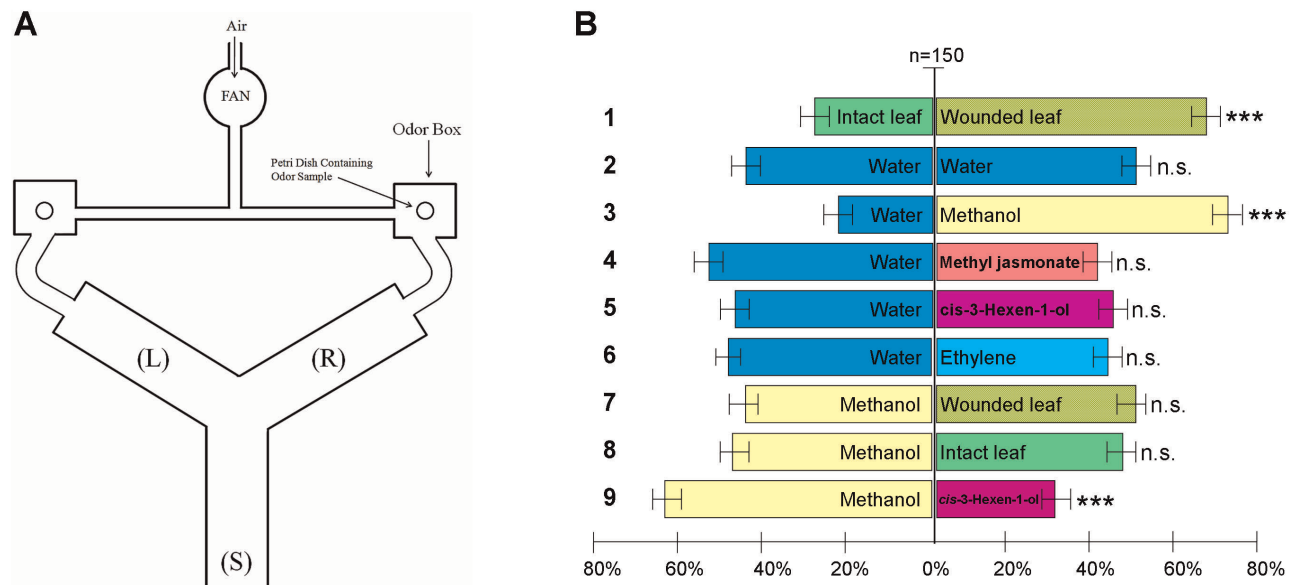 A
Air
FAN
Odor Box
Petri Dish Containing
Odor Sample
(L)
(R)
(S)
B
n=150
1 Intact leaf Wounded leaf ***
2 Water Water n.s.
3 Water Methanol ***
4 Water Methyl jasmonate n.s.
5 Water cis-3-Hexen-1-ol n.s.
6 Water Ethylene n.s.
7 Methanol Wounded leaf n.s.
8 Methanol Intact leaf n.s.
9 Methanol cis-3-Hexen-1-ol ***
80% 60% 40% 20% 0% 20% 40% 60% 80%